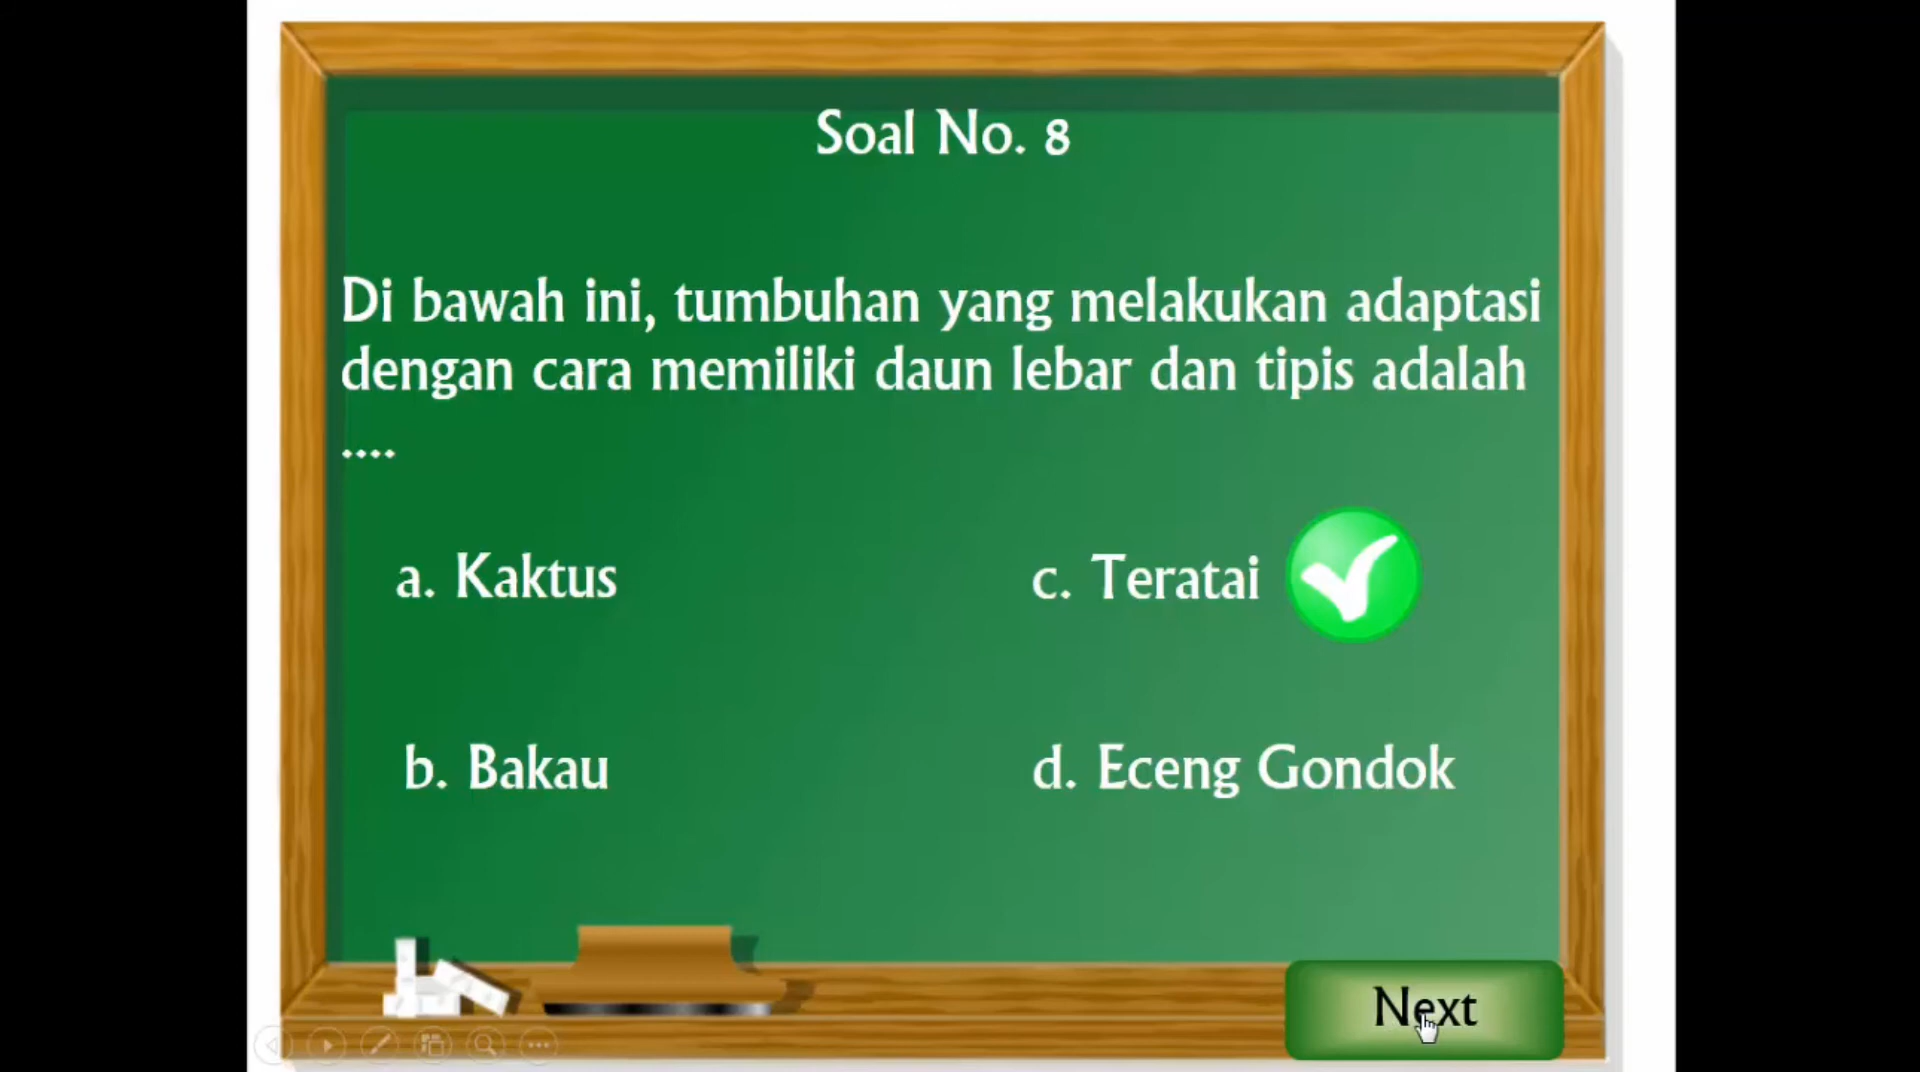 Soal No. 8
Di bawah ini, tumbuhan yang melakukan adaptasi
dengan cara memiliki daun lebar dan tipis adalah
....
a. Kaktus
c. Teratai
b. Bakau
d. Eceng Gondok
Next